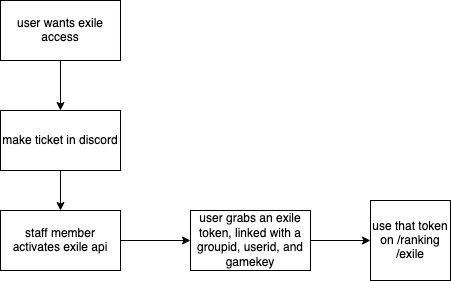 user wants exile
access
make ticket in discord
staff member
activates exile api
user grabs an exile
token, linked with a
groupid, userid, and
gamekey
use that token
on /ranking
/exile